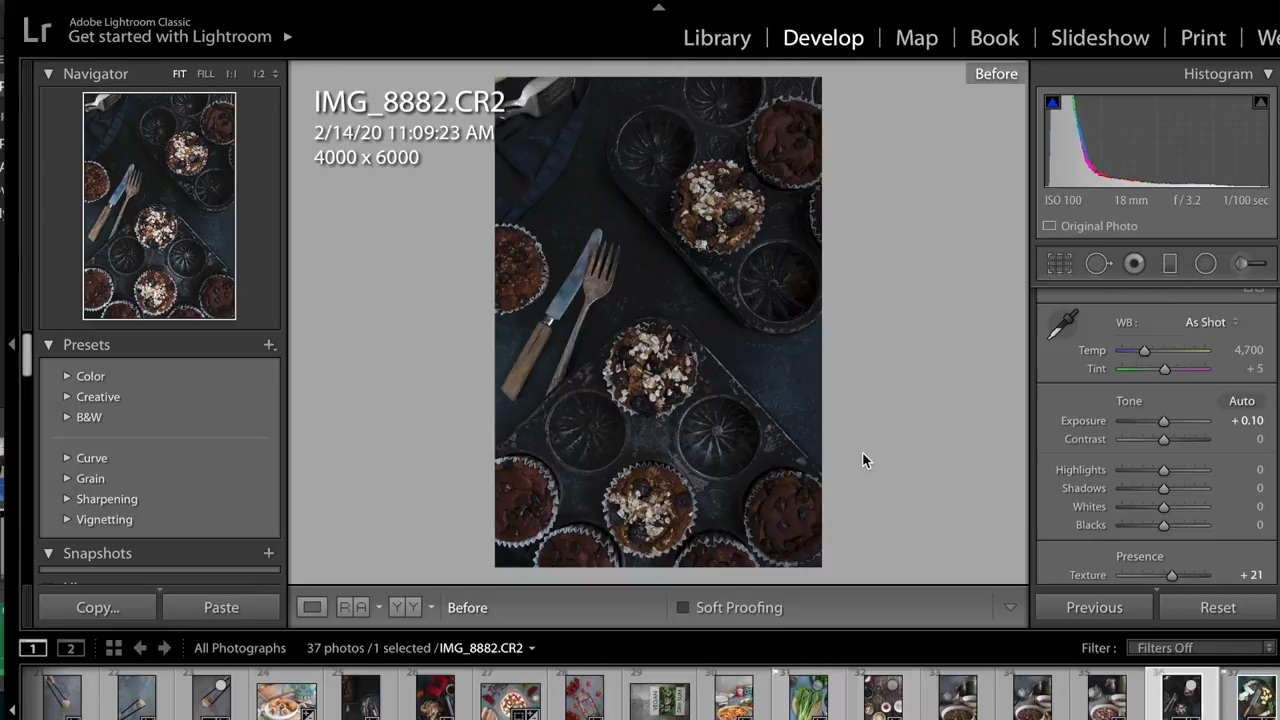 Lr
Adobe Lightroom Classic
Get started with Lightroom
Library | Develop | Map | Book | Slideshow | Print |
Navigator FIT FILL 1:1 1:2
Before
Histogram
IMG_8882.CR2
2/14/20 11:09:23 AM
4000 x 6000
ISO 100 18 mm f / 3.2 1/100 sec
Original Photo
WB : As Shot
Temp 4,700
Tint + 5
Tone Auto
Exposure + 0.10
Contrast 0
Highlights 0
Shadows 0
Whites 0
Blacks 0
Presence
Texture + 21
Presets
Color
Creative
B&W
Curve
Grain
Sharpening
Vignetting
Snapshots
Copy... Paste
R A Y Y Before Soft Proofing
Previous Reset
1 2 All Photographs 37 photos /1 selected /IMG_8882.CR2
Filter : Filters Off